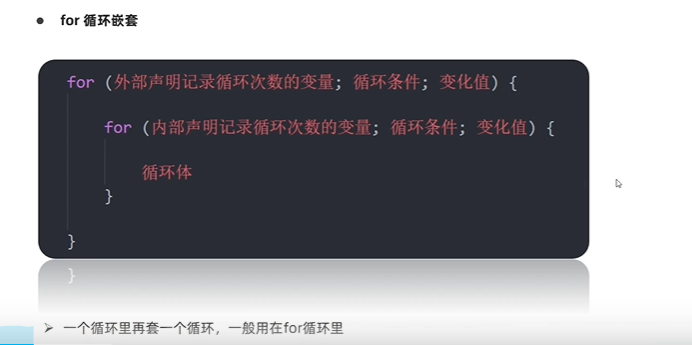 ● for 循环嵌套
for (外部声明记录循环次数的变量; 循环条件; 变化值) {
for (内部声明记录循环次数的变量; 循环条件; 变化值) {
循环体
}
}
}
➢ 一个循环里再套一个循环，一般用在for循环里